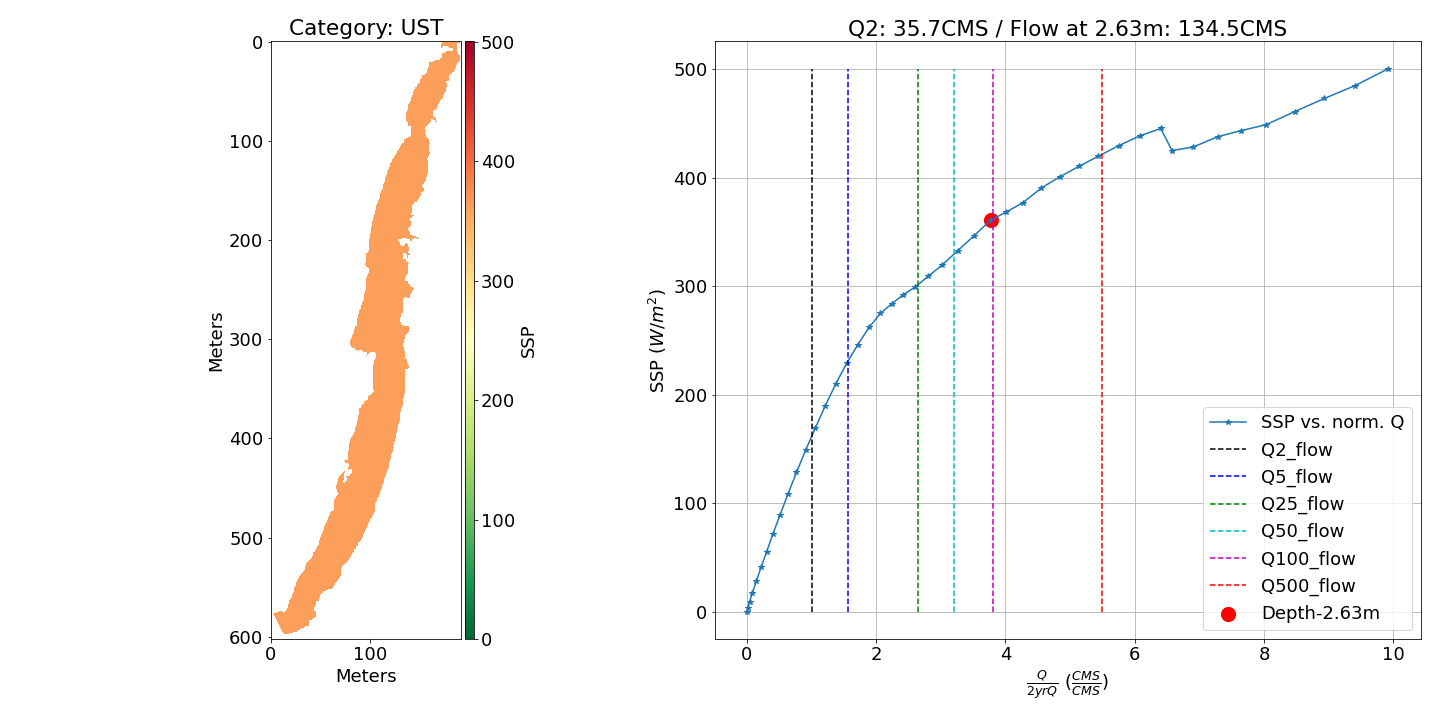 Category: UST
0
100
200
300
400
500
600
Meters
0
100
Meters
500
400
300
200
100
0
SSP
Q2: 35.7CMS / Flow at 2.63m: 134.5CMS
500
400
300
200
100
0
SSP (W/m²)
0
2
4
6
8
10
Q/2yrQ (CMS/CMS)
SSP vs. norm. Q
Q2_flow
Q5_flow
Q25_flow
Q50_flow
Q100_flow
Q500_flow
Depth-2.63m